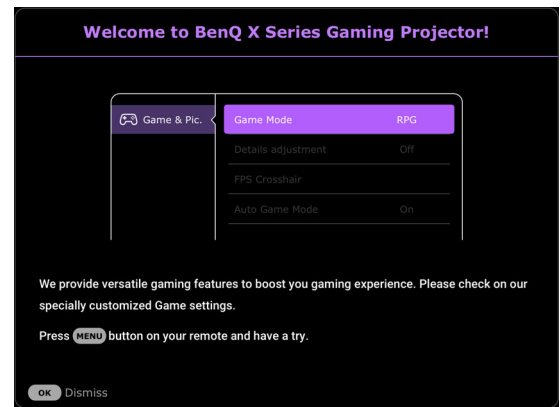 Welcome to BenQ X Series Gaming Projector!
Game & Pic.
Game Mode RPG
Details adjustment Off
FPS Crosshair
Auto Game Mode On
We provide versatile gaming features to boost you gaming experience. Please check on our
specially customized Game settings.
Press MENU button on your remote and have a try.
OK Dismiss